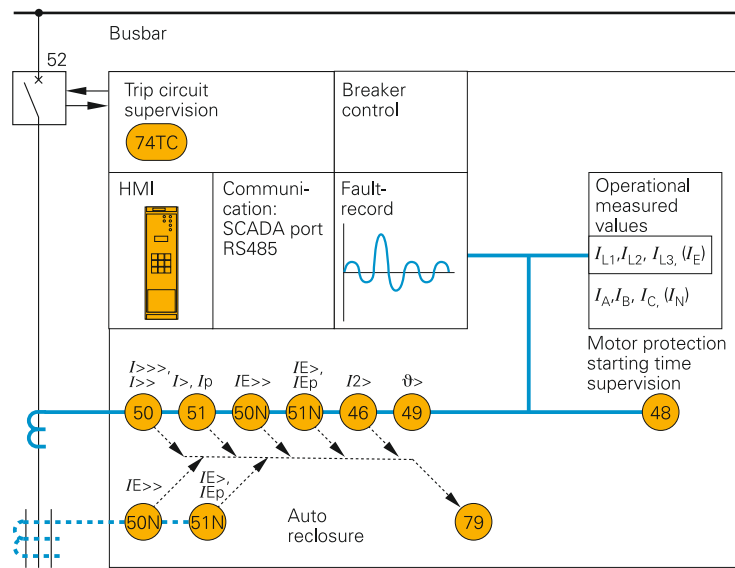 Busbar
52
Trip circuit
supervision
74TC
Breaker
control
HMI
Communi-
cation:
SCADA port
RS485
Fault-
record
Operational
measured
values
IL1,IL2, IL3, (IE)
IA,IB, IC, (IN)
Motor protection
starting time
supervision
I>>>,
I>>
I>, Ip
IE>>
IE>,
IEp
I2>
ϑ>
50
51
50N
51N
46
49
48
IE>>
IE>,
IEp
50N
51N
Auto
reclosure
79